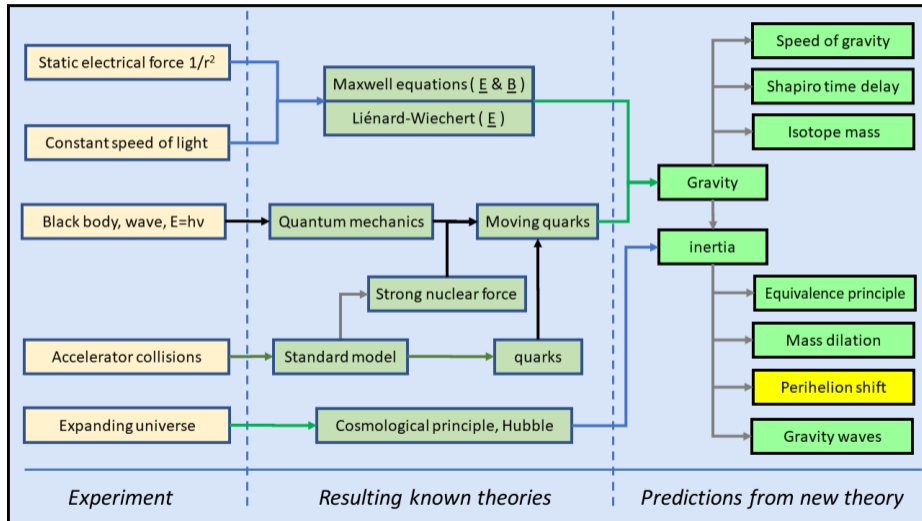 Static electrical force 1/r²
Constant speed of light
Black body, wave, E=hν
Accelerator collisions
Expanding universe
Maxwell equations ( E & B )
Liénard-Wiechert ( E )
Quantum mechanics
Moving quarks
Strong nuclear force
Standard model
quarks
Cosmological principle, Hubble
Speed of gravity
Shapiro time delay
Isotope mass
Gravity
inertia
Equivalence principle
Mass dilation
Perihelion shift
Gravity waves
Experiment
Resulting known theories
Predictions from new theory